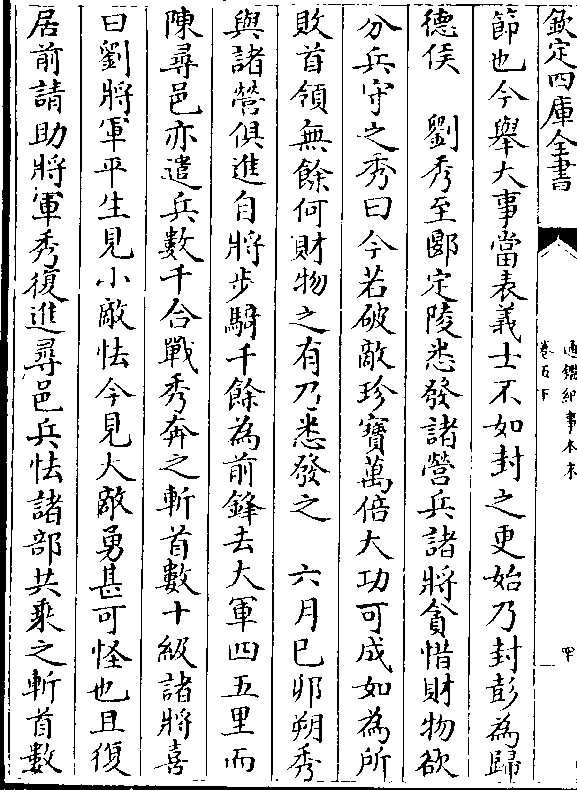 欽定四庫全書
通鑑紀事本末
卷五下
節也今舉大事當表義士不如封之更始乃封彭為歸
德侯　劉秀至郾定陵悉發諸營兵諸將貪惜財物欲
分兵守之秀曰今若破敵珍寶萬倍大功可成如為所
敗首領無餘何財物之有乃悉發之　六月已夘朔秀
與諸營俱進自將步騎千餘為前鋒去大軍四五里而
陳尋邑亦遣兵數千合戰秀奔之斬首數十級諸將喜
曰劉將軍平生見小敵怯今見大敵勇甚可怪也且復
居前請助將軍秀復進尋邑兵怯諸部共乘之斬首數